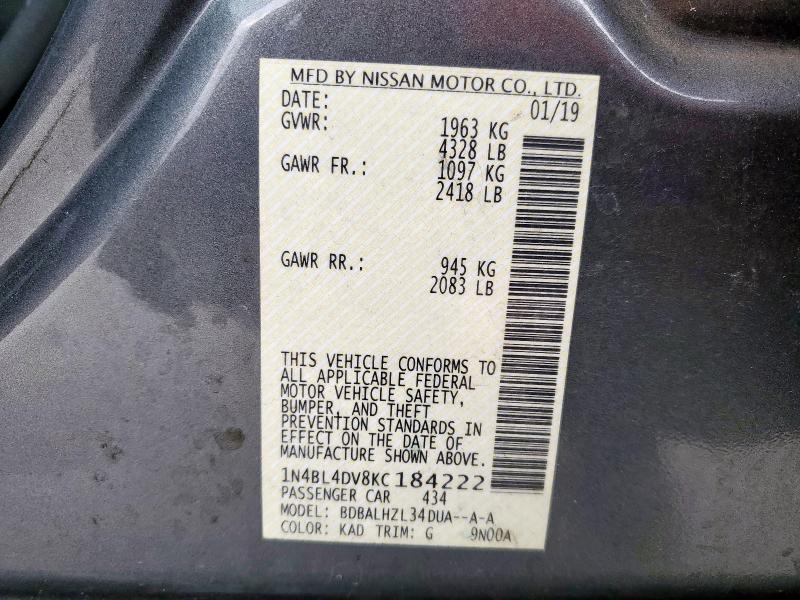 MFD BY NISSAN MOTOR CO., LTD.
DATE: 01/19
GVWR: 1963 KG
4328 LB
GAWR FR.: 1097 KG
2418 LB
GAWR RR.: 945 KG
2083 LB
THIS VEHICLE CONFORMS TO
ALL APPLICABLE FEDERAL
MOTOR VEHICLE SAFETY,
BUMPER, AND THEFT
PREVENTION STANDARDS IN
EFFECT ON THE DATE OF
MANUFACTURE SHOWN ABOVE.
1N4BL4DV8KC184222
PASSENGER CAR 434
MODEL: BDBALHZL34DUA--A-A
COLOR: KAD TRIM: G 9N00A